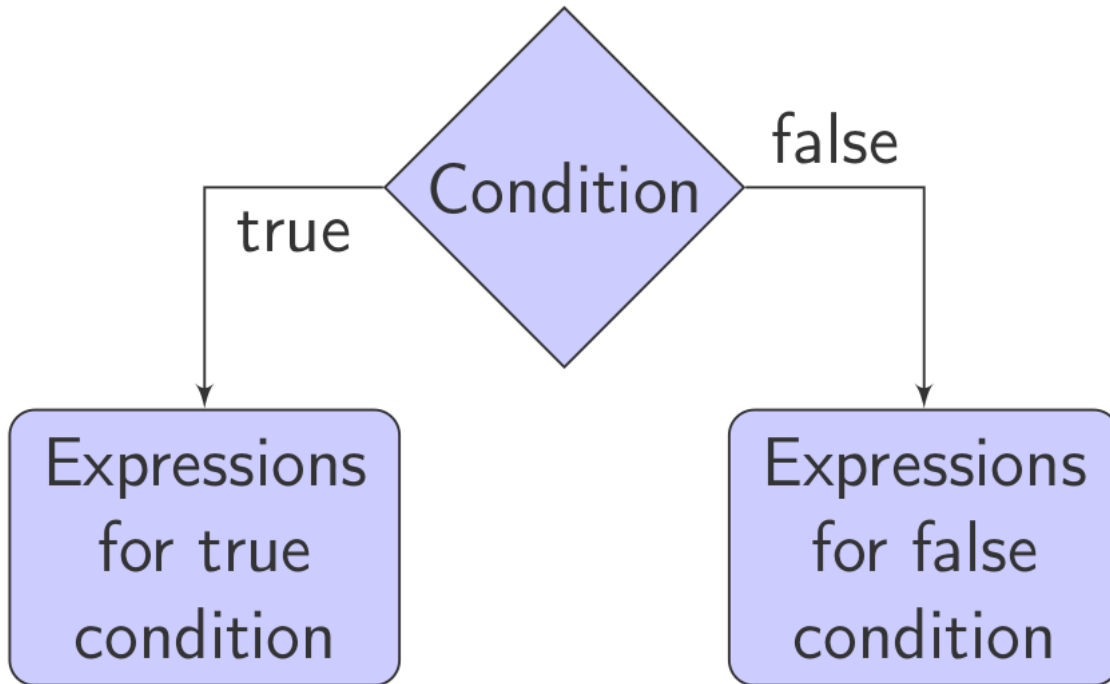 Condition
true
false
Expressions
for true
condition
Expressions
for false
condition